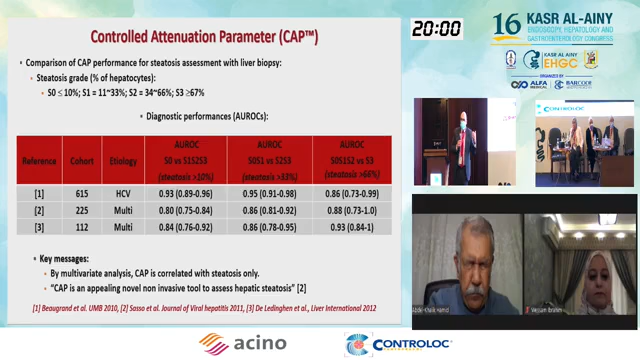 Controlled Attenuation Parameter (CAP™)
• Comparison of CAP performance for steatosis assessment with liver biopsy:
• Steatosis grade (% of hepatocytes):
• S0 ≤ 10%; S1 = 11~33%; S2 = 34~66%; S3 ≥67%
• Diagnostic performances (AUROCs):
Reference Cohort Etiology AUROC S0 vs S1S2S3 (steatosis >10%) AUROC S0S1 vs S2S3 (steatosis >33%) AUROC S0S1S2 vs S3 (steatosis >66%)
[1] 615 HCV 0.93 (0.89-0.96) 0.95 (0.91-0.98) 0.86 (0.73-0.99)
[2] 225 Multi 0.80 (0.75-0.84) 0.86 (0.81-0.92) 0.88 (0.73-1.0)
[3] 112 Multi 0.84 (0.76-0.92) 0.86 (0.78-0.95) 0.93 (0.84-1)
• Key messages:
• By multivariate analysis, CAP is correlated with steatosis only.
• "CAP is an appealing novel non invasive tool to assess hepatic steatosis" [2]
[1] Beaugrand et al. UMB 2010, [2] Sasso et al. Journal of Viral hepatitis 2011, [3] De Ledinghen et al., Liver International 2012
20:00
16 KASR AL-AINY
ENDOSCOPE, HEPATOLOGY AND
GASTROENTEROLOGY CONGRESS
KASR EL AINY
EHGC
ORGANIZED BY
ALFA
MEDICAL
BARCODE
CONTROLOC
Abdel-Khalik Hamid
Weysam Ibrahim
acino
CONTROLOC